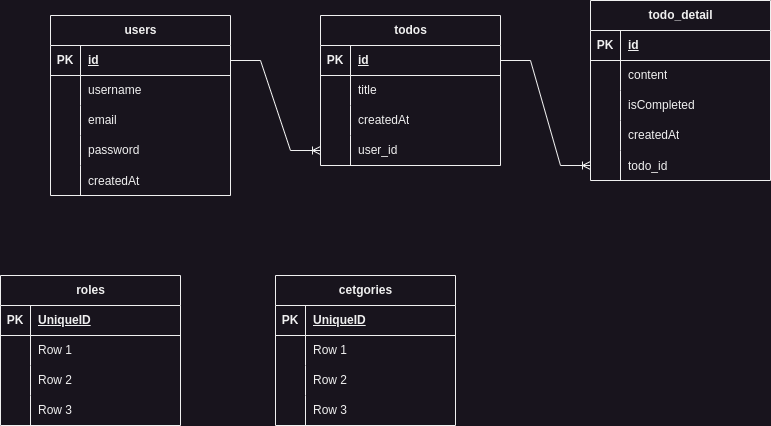 users
PK id
username
email
password
createdAt
todos
PK id
title
createdAt
user_id
todo_detail
PK id
content
isCompleted
createdAt
todo_id
roles
PK UniqueID
Row 1
Row 2
Row 3
cetgories
PK UniqueID
Row 1
Row 2
Row 3